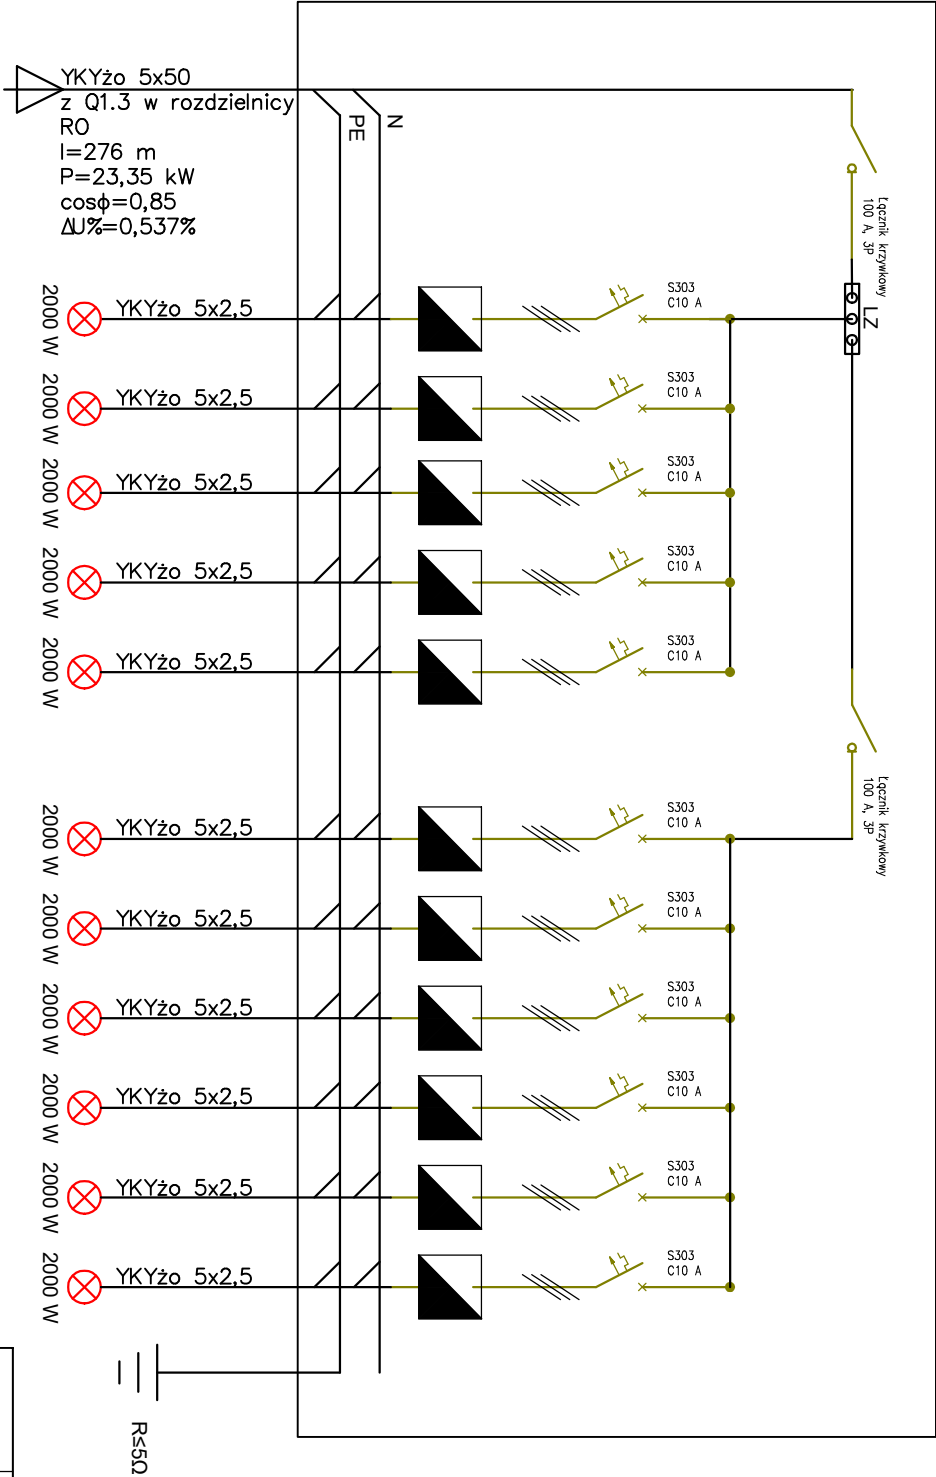 YKYżo 5x50
z Q1.3 w rozdzielnicy
RO
l=276 m
P=23,35 kW
cosϕ=0,85
ΔU%=0,537%
PE
N
Łącznik krzywkowy
100 A, 3P
LZ
2000 W
YKYżo 5x2,5
S303
C10 A
2000 W
YKYżo 5x2,5
S303
C10 A
2000 W
YKYżo 5x2,5
S303
C10 A
2000 W
YKYżo 5x2,5
S303
C10 A
2000 W
YKYżo 5x2,5
S303
C10 A
Łącznik krzywkowy
100 A, 3P
2000 W
YKYżo 5x2,5
S303
C10 A
2000 W
YKYżo 5x2,5
S303
C10 A
2000 W
YKYżo 5x2,5
S303
C10 A
2000 W
YKYżo 5x2,5
S303
C10 A
2000 W
YKYżo 5x2,5
S303
C10 A
2000 W
YKYżo 5x2,5
S303
C10 A
R≤5Ω